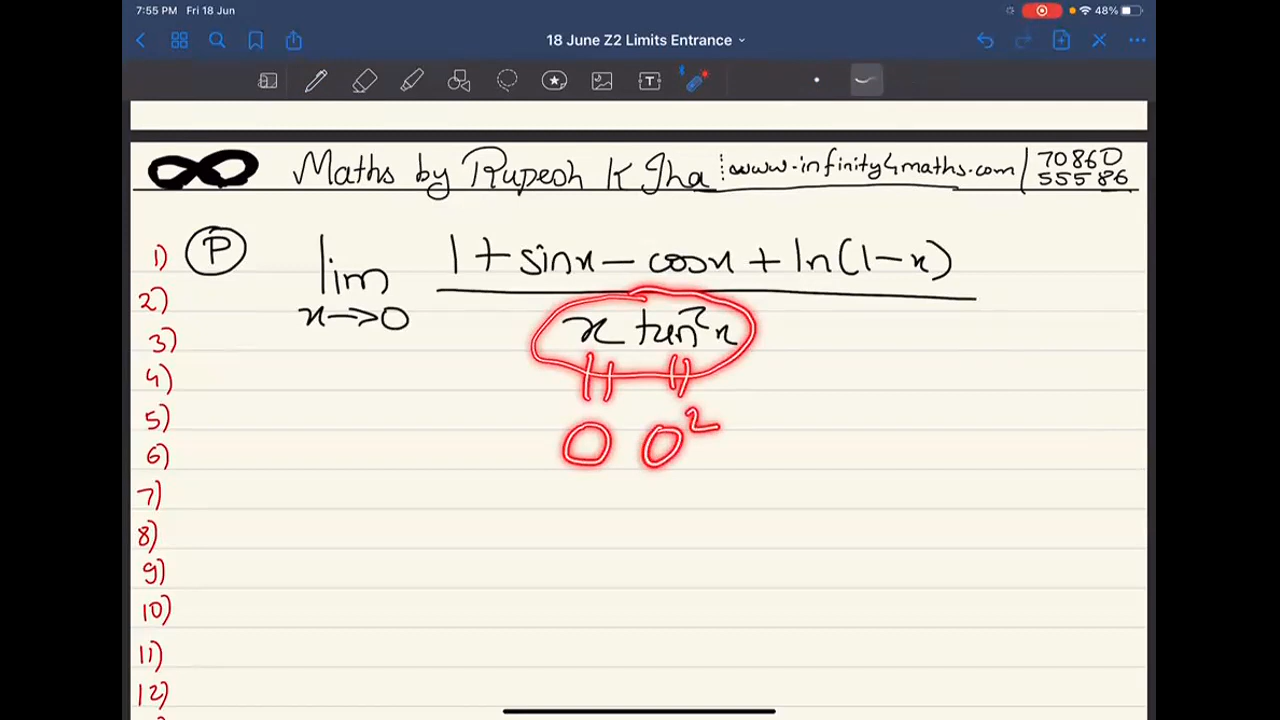 7:55 PM Fri 18 Jun 48%
18 June Z2 Limits Entrance
∞ Maths by Rupesh K Jha www.infinity4maths.com 70860 55586
1) P lim x→0 (1 + sinx − cosx + ln(1−x)) / (x tan²x)
2)
3)
4)
5) 0 0²
6)
7)
8)
9)
10)
11)
12)